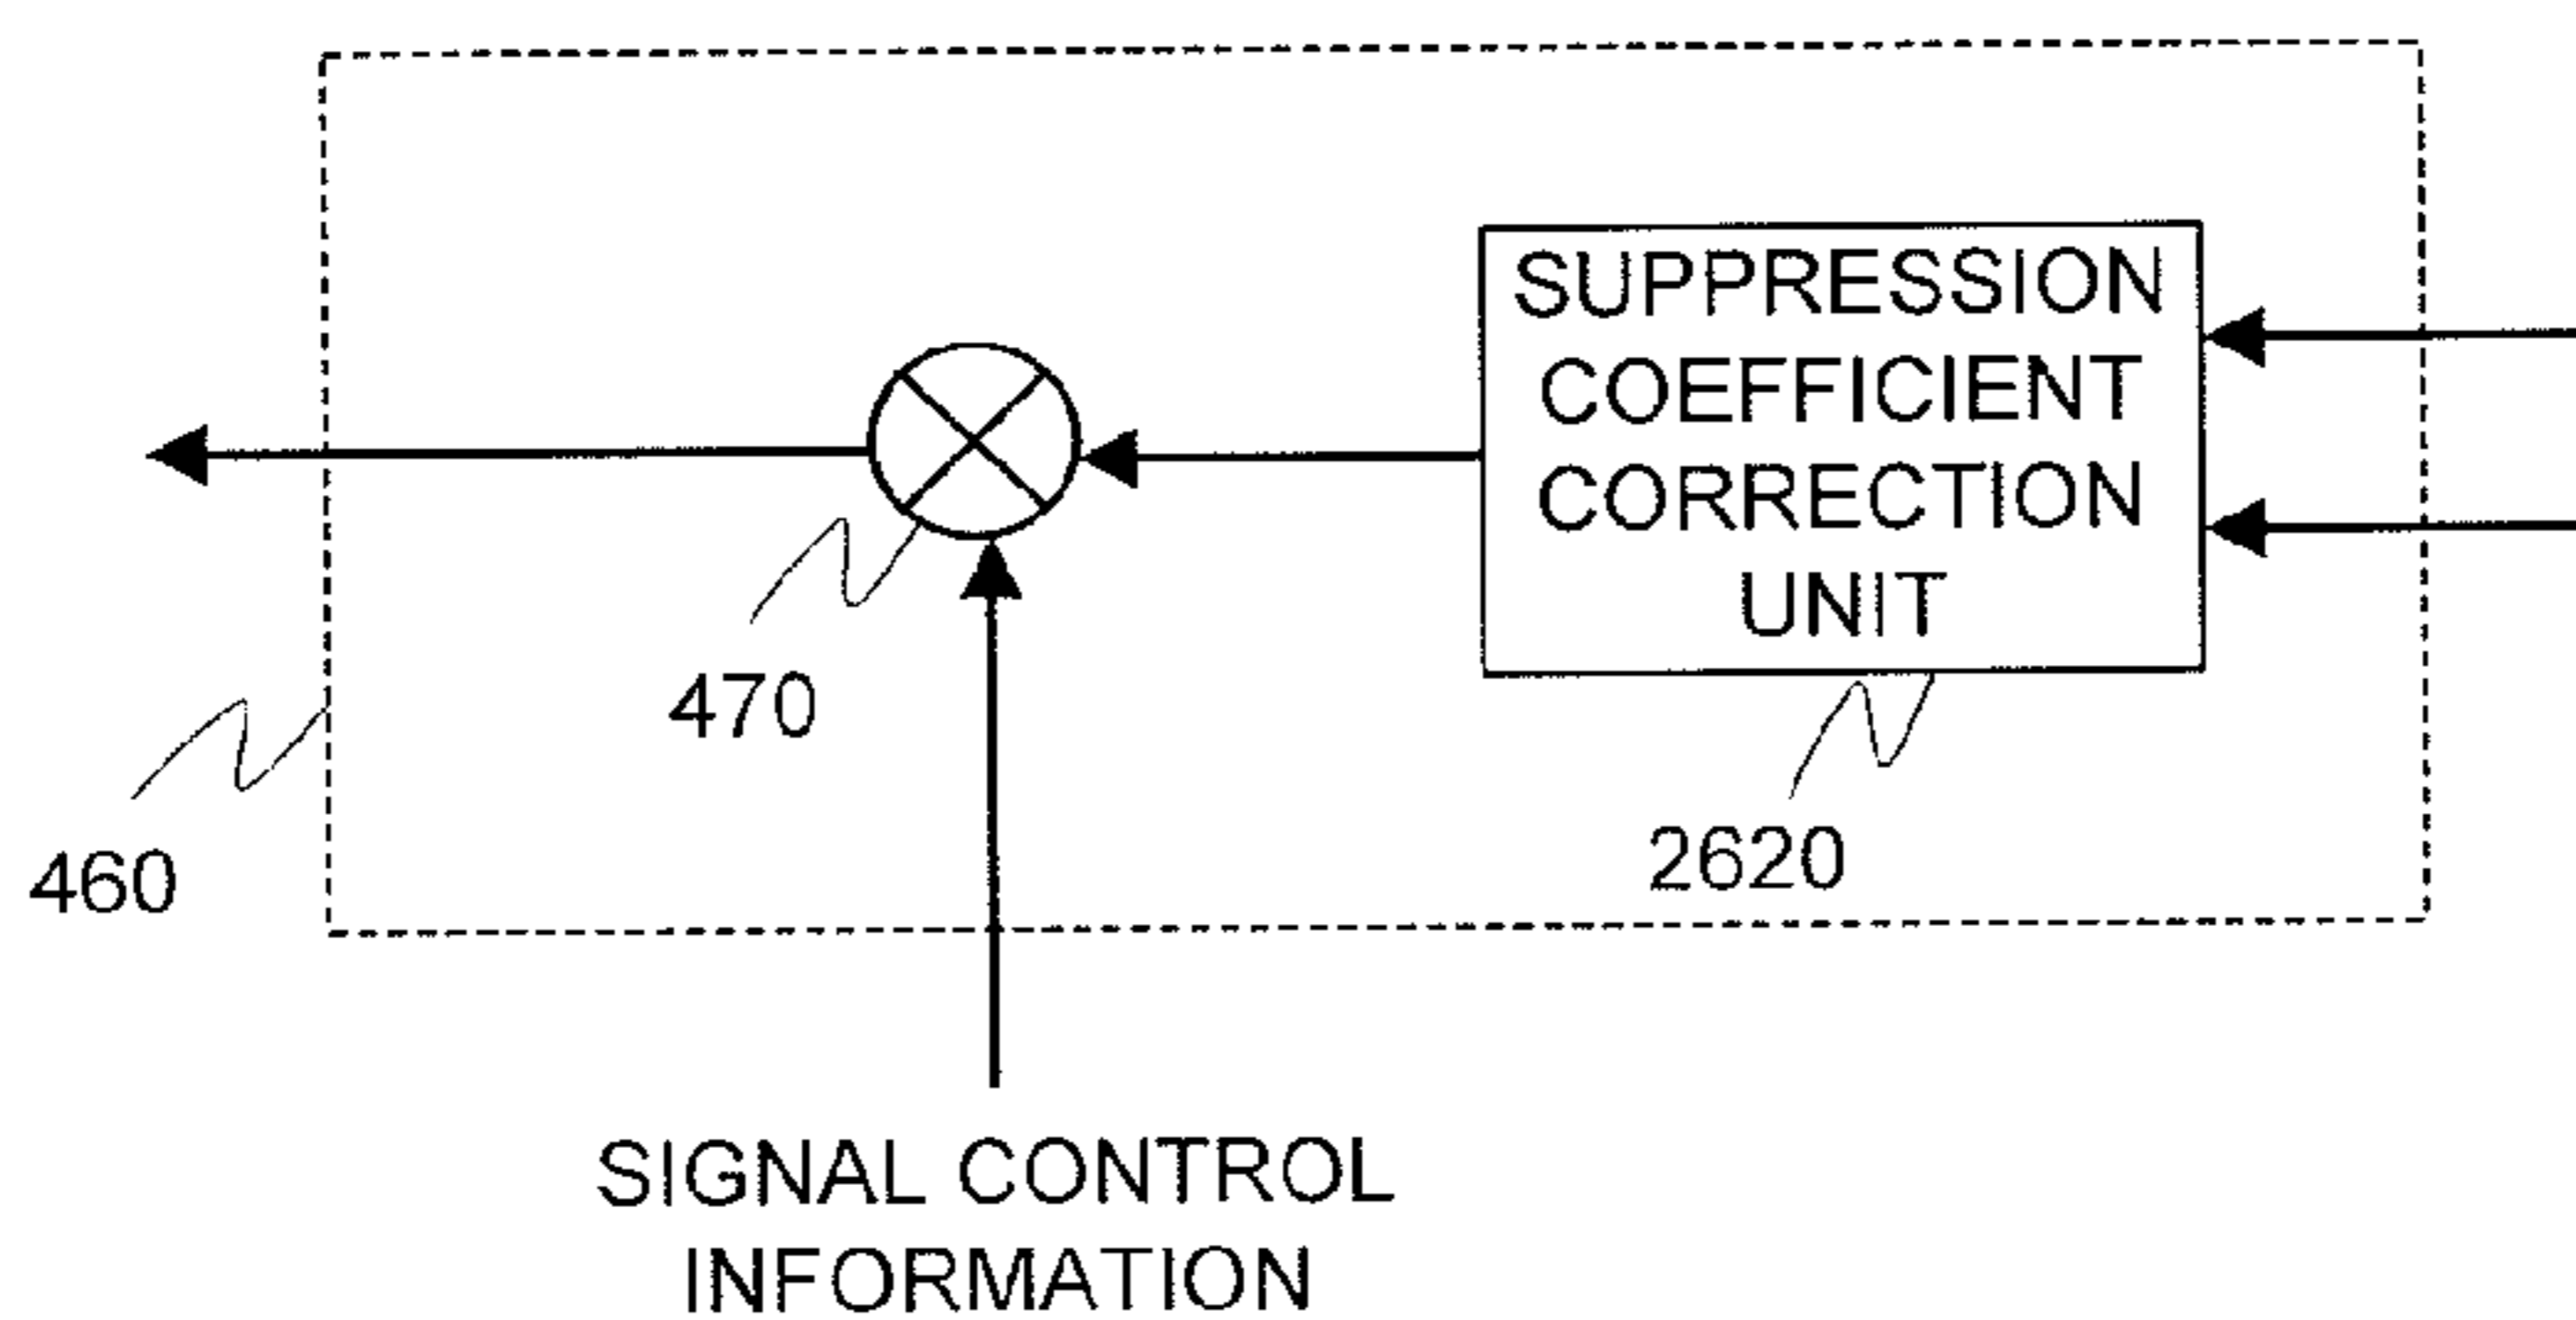 SUPPRESSION
COEFFICIENT
CORRECTION
UNIT
470
2620
460
SIGNAL CONTROL
INFORMATION